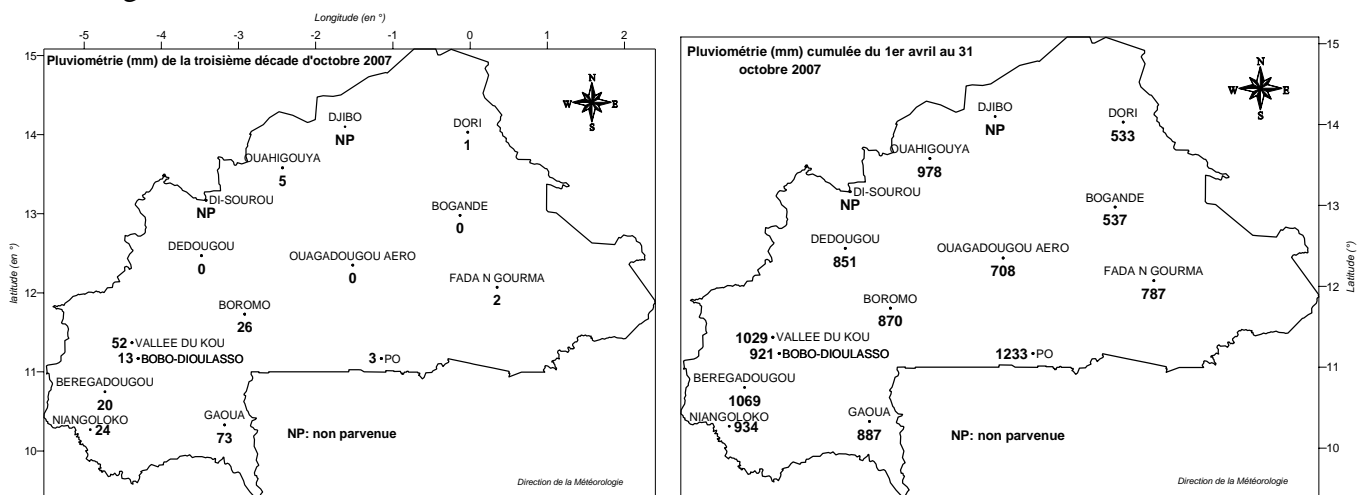 Longitude (en °)
-5 -4 -3 -2 -1 0 1 2
15
14
13
12
11
10
latitude (en °)
Pluviométrie (mm) de la troisième décade d'octobre 2007
N
W E
S
DJIBO
NP
DORI
1
OUAHIGOUYA
5
DI-SOUROU
NP
BOGANDE
0
DEDOUGOU
0
OUAGADOUGOU AERO
0
FADA N GOURMA
2
BOROMO
26
52 VALLEE DU KOU
13 BOBO-DIOULASSO
3 PO
BEREGADOUGOU
20
NIANGOLOKO
24
GAOUA
73
NP: non parvenue
Direction de la Météorologie
Pluviométrie (mm) cumulée du 1er avril au 31
octobre 2007
N
W E
S
DJIBO
NP
DORI
533
OUAHIGOUYA
978
NP
BOGANDE
537
DEDOUGOU
851
OUAGADOUGOU AERO
708
FADA N GOURMA
787
BOROMO
870
1029 VALLEE DU KOU
921 BOBO-DIOULASSO
1233 PO
BEREGADOUGOU
1069
NIANGOLOKO
934
GAOUA
887
NP: non parvenue
Direction de la Météorologie
15
14
13
12
11
10
Latitude (°)